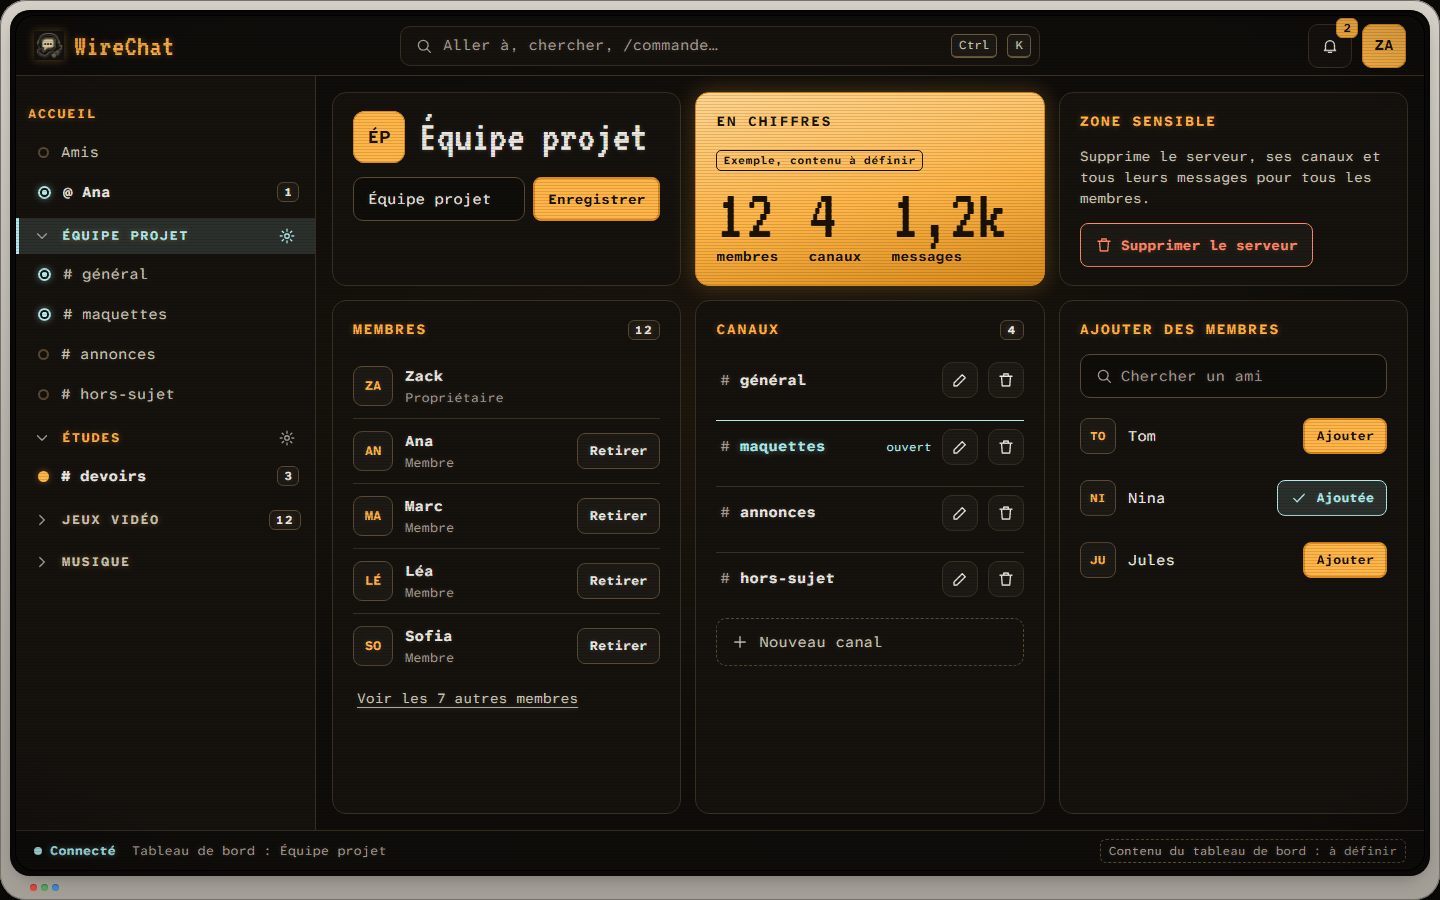 WireChat
Aller à, chercher, /commande…
Ctrl K
2
ZA
ACCUEIL
Amis
@ Ana 1
ÉQUIPE PROJET
# général
# maquettes
# annonces
# hors-sujet
ÉTUDES
# devoirs 3
JEUX VIDÉO 12
MUSIQUE
ÉP Équipe projet
Équipe projet Enregistrer
EN CHIFFRES
Exemple, contenu à définir
12 4 1,2k
membres canaux messages
ZONE SENSIBLE
Supprime le serveur, ses canaux et
tous leurs messages pour tous les
membres.
Supprimer le serveur
MEMBRES 12
ZA Zack
Propriétaire
AN Ana
Membre
Retirer
MA Marc
Membre
Retirer
LÉ Léa
Membre
Retirer
SO Sofia
Membre
Retirer
Voir les 7 autres membres
CANAUX 4
# général
# maquettes ouvert
# annonces
# hors-sujet
+ Nouveau canal
AJOUTER DES MEMBRES
Chercher un ami
TO Tom Ajouter
NI Nina ✓ Ajoutée
JU Jules Ajouter
Connecté Tableau de bord : Équipe projet
Contenu du tableau de bord : à définir